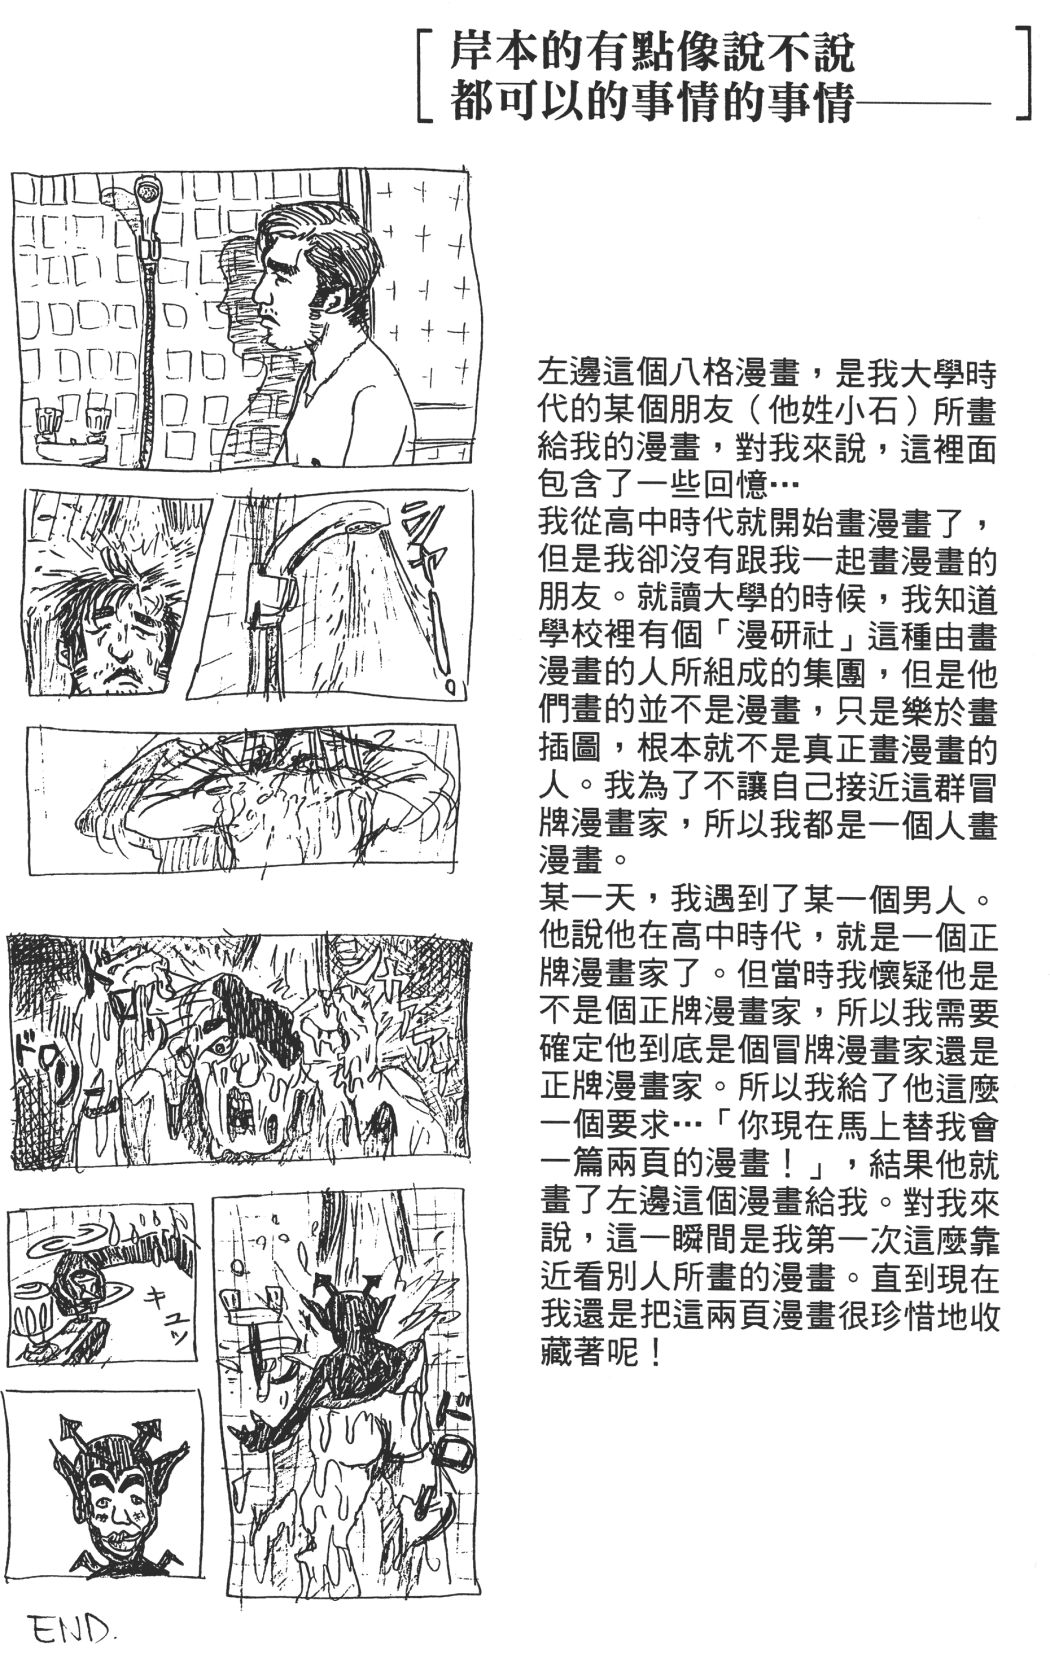 岸本的有點像說不說
都可以的事情的事情———
左邊這個八格漫畫，是我大學時
代的某個朋友（他姓小石）所畫
給我的漫畫，對我來說，這裡面
包含了一些回憶…
我從高中時代就開始畫漫畫了，
但是我卻沒有跟我一起畫漫畫的
朋友。就讀大學的時候，我知道
學校裡有個「漫研社」這種由畫
漫畫的人所組成的集團，但是他
們畫的並不是漫畫，只是樂於畫
插圖，根本就不是真正畫漫畫的
人。我為了不讓自己接近這群冒
牌漫畫家，所以我都是一個人畫
漫畫。
某一天，我遇到了某一個男人。
他說他在高中時代，就是一個正
牌漫畫家了。但當時我懷疑他是
不是個正牌漫畫家，所以我需要
確定他到底是個冒牌漫畫家還是
正牌漫畫家。所以我給了他這麼
一個要求…「你現在馬上替我會
一篇兩頁的漫畫！」，結果他就
畫了左邊這個漫畫給我。對我來
說，這一瞬間是我第一次這麼靠
近看別人所畫的漫畫。直到現在
我還是把這兩頁漫畫很珍惜地收
藏著呢！
ドロ
キュッ
ドロ
END.